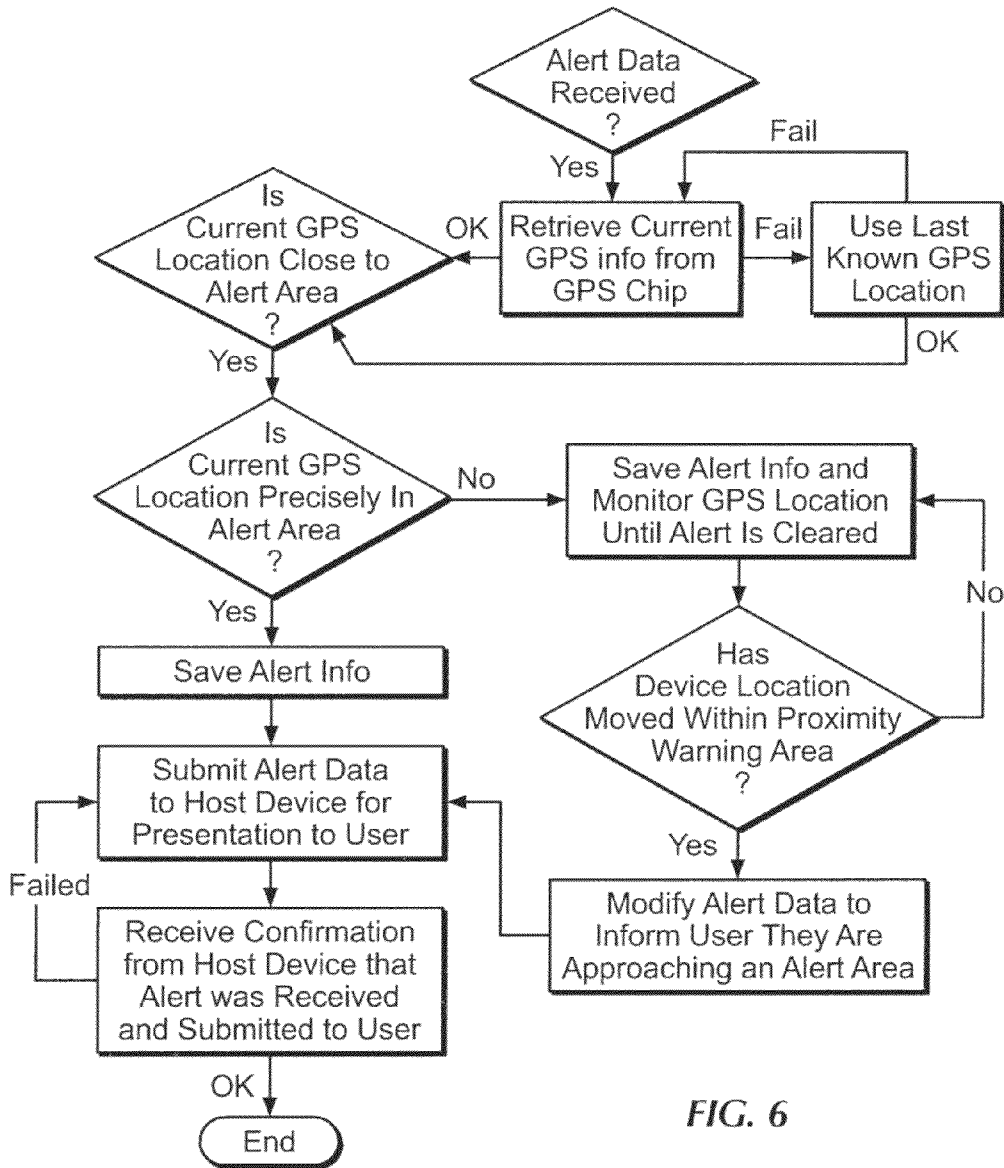 Alert Data
Received
?
Yes
Fail
Retrieve Current
GPS info from
GPS Chip
OK
Fail
Use Last
Known GPS
Location
OK
Is
Current GPS
Location Close to
Alert Area
?
Yes
Is
Current GPS
Location Precisely In
Alert Area
?
No
Save Alert Info and
Monitor GPS Location
Until Alert Is Cleared
No
Yes
Save Alert Info
Has
Device Location
Moved Within Proximity
Warning Area
?
Yes
Submit Alert Data
to Host Device for
Presentation to User
Failed
Modify Alert Data to
Inform User They Are
Approaching an Alert Area
Receive Confirmation
from Host Device that
Alert was Received
and Submitted to User
OK
End
FIG. 6